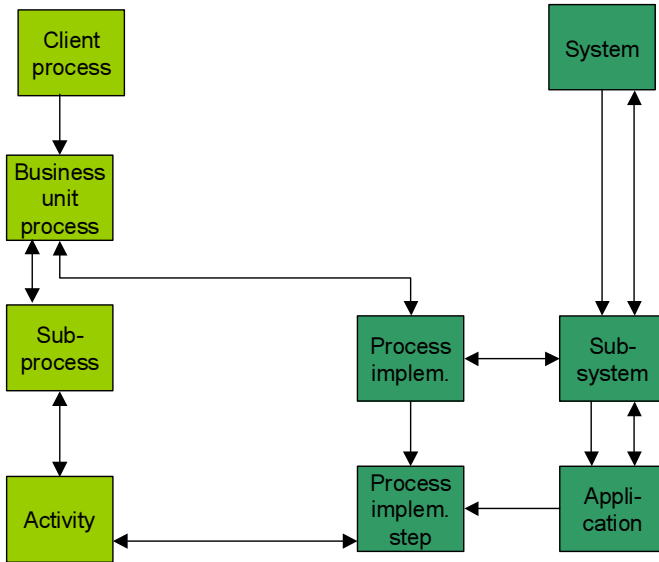 Client
process
System
Business
unit
process
Sub-
process
Process
implem.
Sub-
system
Activity
Process
implem.
step
Appli-
cation